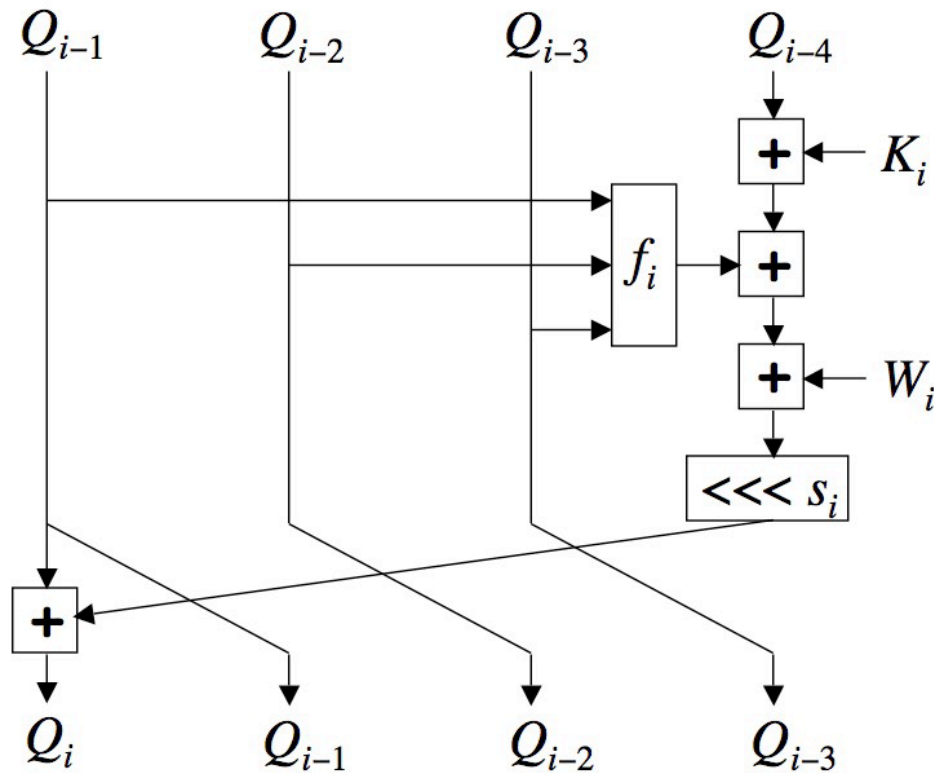 Q_{i-1} Q_{i-2} Q_{i-3} Q_{i-4}
+ K_i
f_i +
+ W_i
<<< s_i
+
Q_i Q_{i-1} Q_{i-2} Q_{i-3}